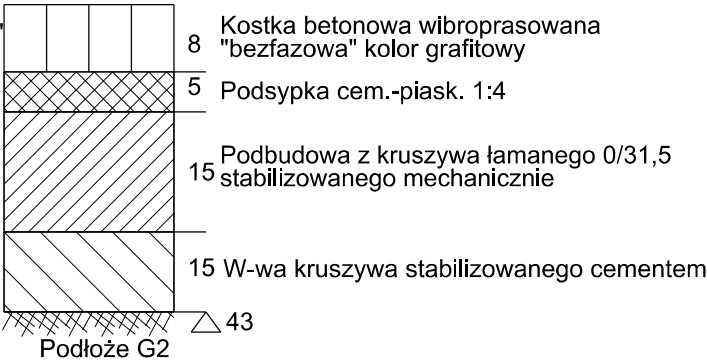 8 Kostka betonowa wibroprasowana
"bezfazowa" kolor grafitowy
5 Podsypka cem.-piask. 1:4
15 Podbudowa z kruszywa łamanego 0/31,5
stabilizowanego mechanicznie
15 W-wa kruszywa stabilizowanego cementem
43
Podłoże G2